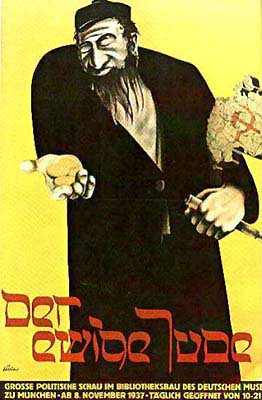 Der
ewige Jude
GROSSE POLITISCHE SCHAU IM BIBLIOTHEKSBAU DES DEUTSCHEN MUSE
ZU MÜNCHEN · AB 8. NOVEMBER 1937 · TÄGLICH GEÖFFNET VON 10-21